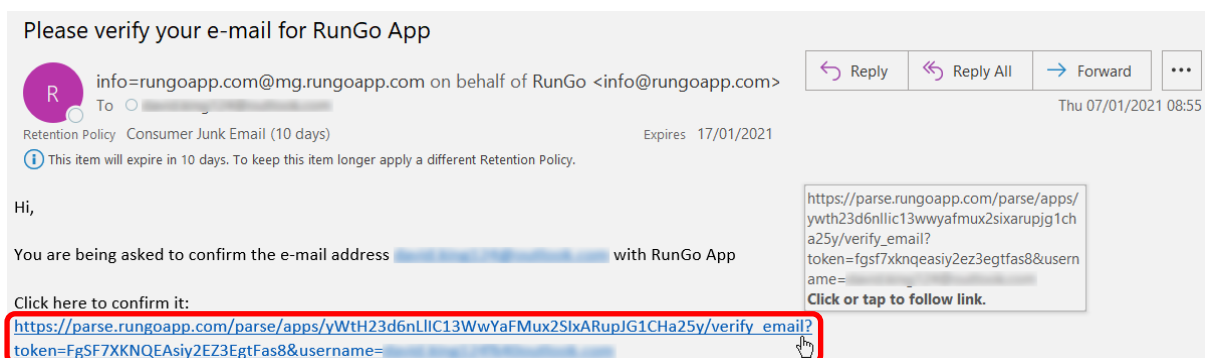 Please verify your e-mail for RunGo App
R
info=rungoapp.com@mg.rungoapp.com on behalf of RunGo <info@rungoapp.com>
To
Reply
Reply All
Forward
Thu 07/01/2021 08:55
Retention Policy Consumer Junk Email (10 days)
Expires 17/01/2021
This item will expire in 10 days. To keep this item longer apply a different Retention Policy.
Hi,
You are being asked to confirm the e-mail address with RunGo App
Click here to confirm it:
https://parse.rungoapp.com/parse/apps/yWtH23d6nLlIC13WwYaFMux2SIxARupJG1CHa25y/verify_email?
token=FgSF7XKNQEAsiy2EZ3EgtFas8&username=
https://parse.rungoapp.com/parse/apps/
ywth23d6nllic13wwyafmux2sixarupjg1ch
a25y/verify_email?
token=fgsf7xknqeasiy2ez3egtfas8&usern
ame=
Click or tap to follow link.